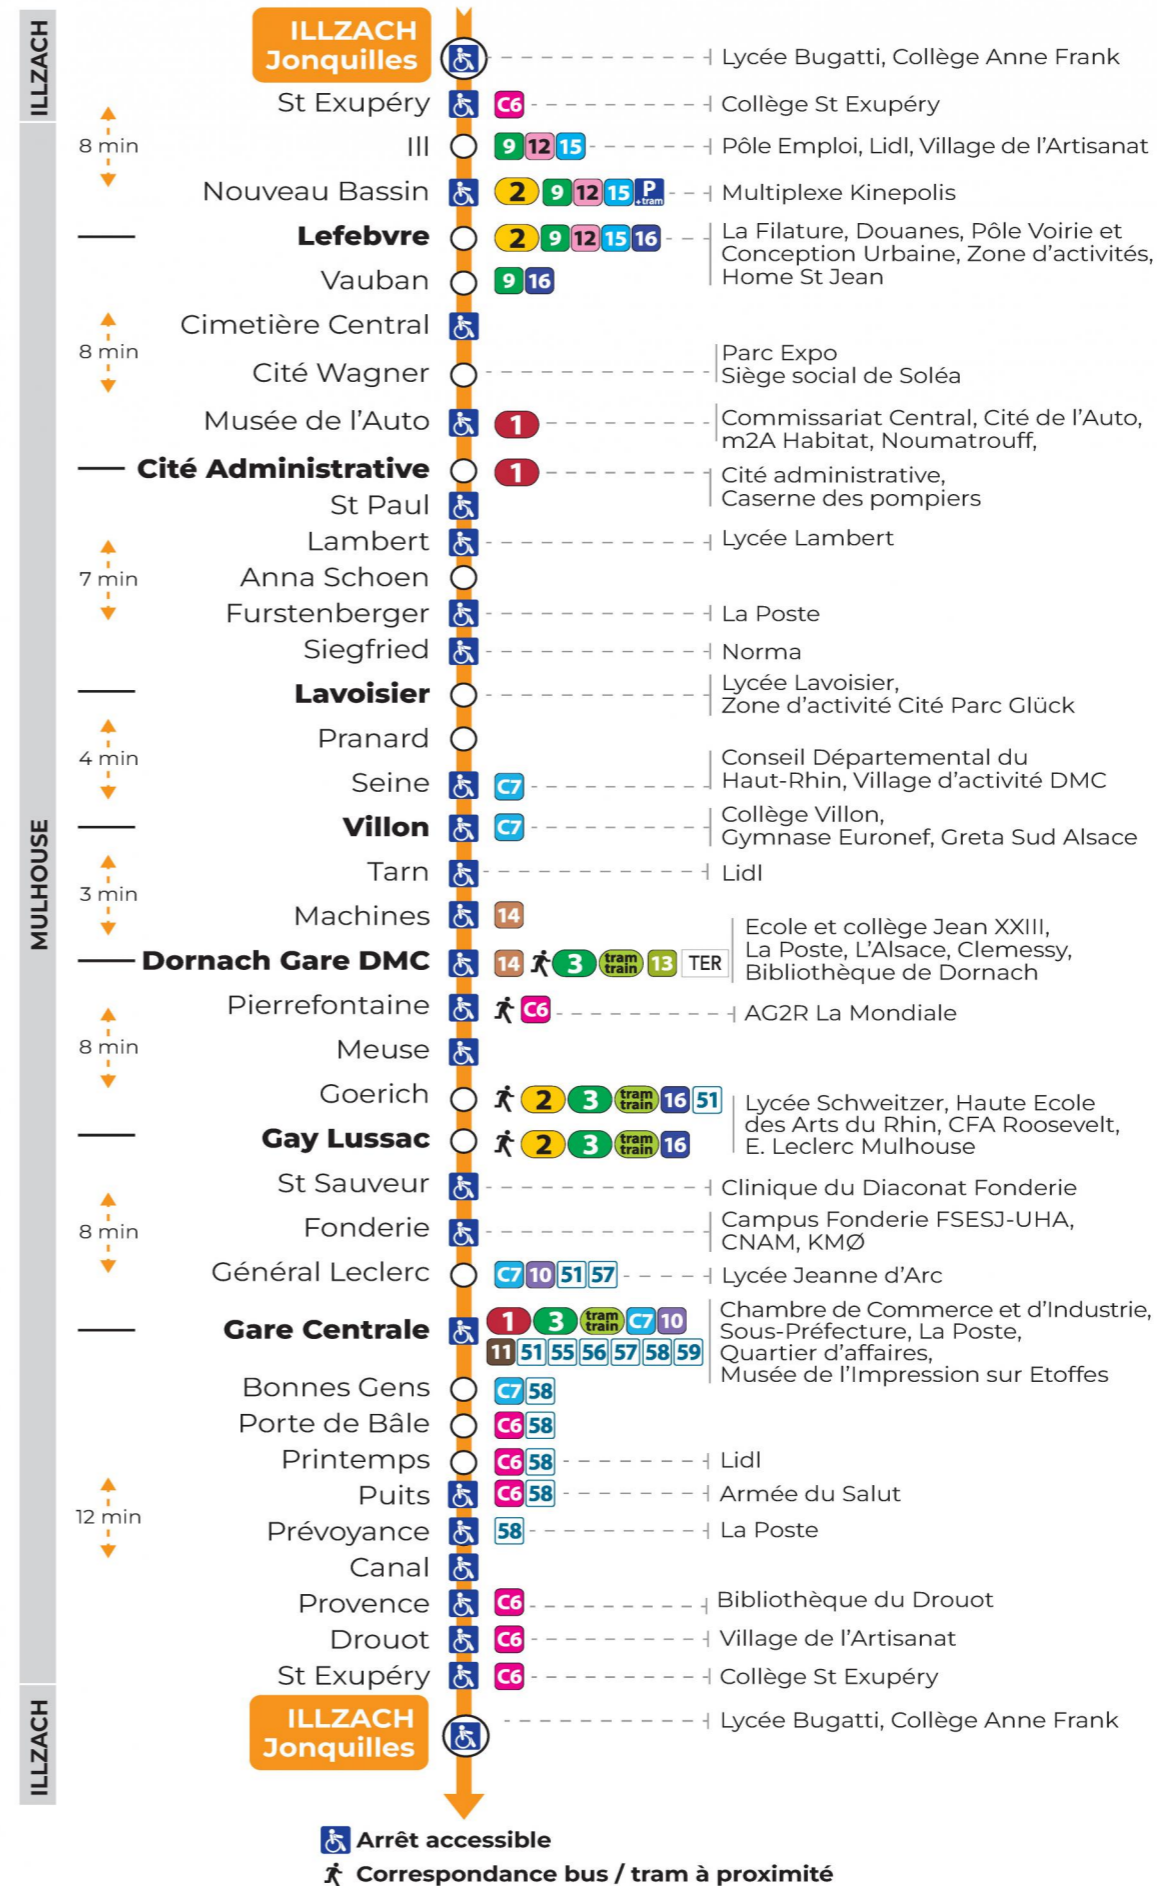 ILLZACH
MULHOUSE
ILLZACH
ILLZACH
Jonquilles
Lycée Bugatti, Collège Anne Frank
St Exupéry C6 Collège St Exupéry
8 min
Ill 9 12 15 Pôle Emploi, Lidl, Village de l'Artisanat
Nouveau Bassin 2 9 12 15 P +tram Multiplexe Kinepolis
Lefebvre 2 9 12 15 16 La Filature, Douanes, Pôle Voirie et
Conception Urbaine, Zone d'activités,
Home St Jean
Vauban 9 16
Cimetière Central
8 min
Cité Wagner Parc Expo
Siège social de Soléa
Musée de l'Auto 1 Commissariat Central, Cité de l'Auto,
m2A Habitat, Noumatrouff,
Cité Administrative 1 Cité administrative,
Caserne des pompiers
St Paul
Lambert Lycée Lambert
7 min
Anna Schoen
Furstenberger La Poste
Siegfried Norma
Lavoisier Lycée Lavoisier,
Zone d'activité Cité Parc Glück
Pranard
4 min
Seine C7 Conseil Départemental du
Haut-Rhin, Village d'activité DMC
Villon C7 Collège Villon,
Gymnase Euronef, Greta Sud Alsace
Tarn Lidl
3 min
Machines 14
Dornach Gare DMC 14 3 tram train 13 TER Ecole et collège Jean XXIII,
La Poste, L'Alsace, Clemessy,
Bibliothèque de Dornach
Pierrefontaine C6 AG2R La Mondiale
8 min
Meuse
Goerich 2 3 tram train 16 51
Gay Lussac 2 3 tram train 16
Lycée Schweitzer, Haute Ecole
des Arts du Rhin, CFA Roosevelt,
E. Leclerc Mulhouse
St Sauveur Clinique du Diaconat Fonderie
8 min
Fonderie Campus Fonderie FSESJ-UHA,
CNAM, KMØ
Général Leclerc C7 10 51 57 Lycée Jeanne d'Arc
Gare Centrale 1 3 tram train C7 10
11 51 55 56 57 58 59
Chambre de Commerce et d'Industrie,
Sous-Préfecture, La Poste,
Quartier d'affaires,
Musée de l'Impression sur Etoffes
Bonnes Gens C7 58
Porte de Bâle C6 58
Printemps C6 58 Lidl
Puits C6 58 Armée du Salut
12 min
Prévoyance 58 La Poste
Canal
Provence C6 Bibliothèque du Drouot
Drouot C6 Village de l'Artisanat
St Exupéry C6 Collège St Exupéry
ILLZACH
Jonquilles
Lycée Bugatti, Collège Anne Frank
Arrêt accessible
Correspondance bus / tram à proximité